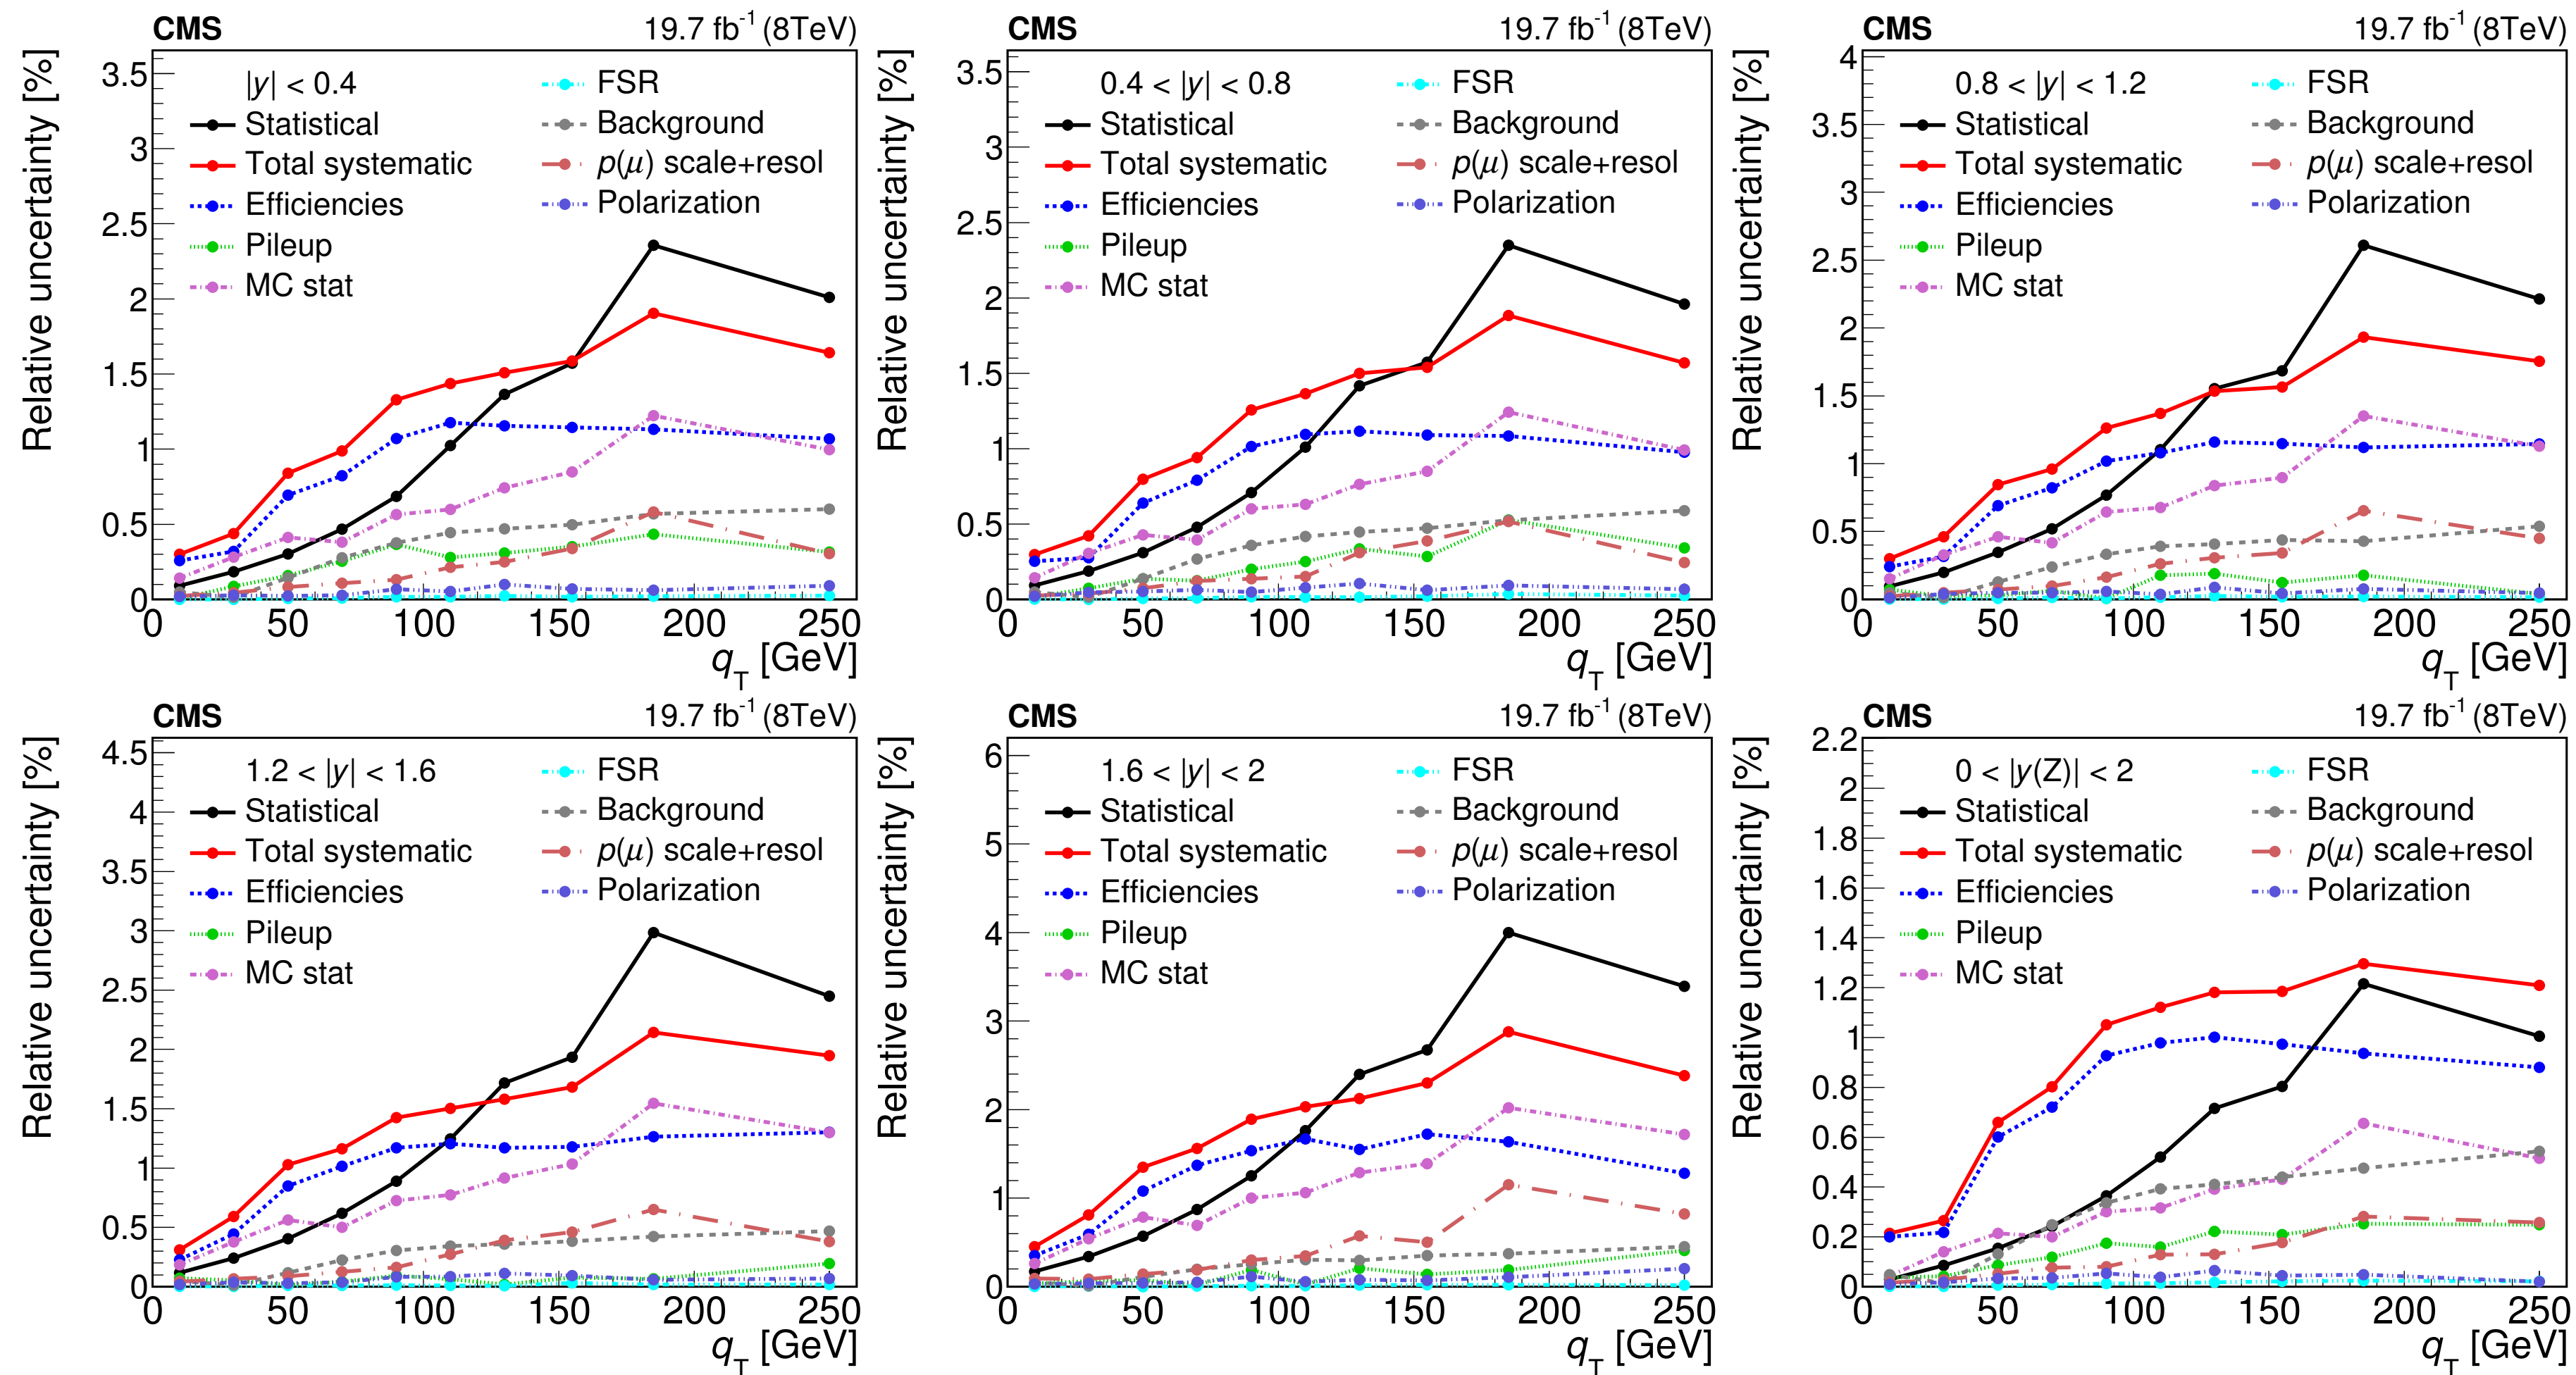 CMS 19.7 fb⁻¹ (8TeV)
Relative uncertainty [%]
|y| < 0.4
Statistical
Total systematic
Efficiencies
Pileup
MC stat
FSR
Background
p(μ) scale+resol
Polarization
3.5
3
2.5
2
1.5
1
0.5
0
0 50 100 150 200 250
q_T [GeV]
CMS 19.7 fb⁻¹ (8TeV)
Relative uncertainty [%]
0.4 < |y| < 0.8
Statistical
Total systematic
Efficiencies
Pileup
MC stat
FSR
Background
p(μ) scale+resol
Polarization
3.5
3
2.5
2
1.5
1
0.5
0
0 50 100 150 200 250
q_T [GeV]
CMS 19.7 fb⁻¹ (8TeV)
Relative uncertainty [%]
0.8 < |y| < 1.2
Statistical
Total systematic
Efficiencies
Pileup
MC stat
FSR
Background
p(μ) scale+resol
Polarization
4
3.5
3
2.5
2
1.5
1
0.5
0
0 50 100 150 200 250
q_T [GeV]
CMS 19.7 fb⁻¹ (8TeV)
Relative uncertainty [%]
1.2 < |y| < 1.6
Statistical
Total systematic
Efficiencies
Pileup
MC stat
FSR
Background
p(μ) scale+resol
Polarization
4.5
4
3.5
3
2.5
2
1.5
1
0.5
0
0 50 100 150 200 250
q_T [GeV]
CMS 19.7 fb⁻¹ (8TeV)
Relative uncertainty [%]
1.6 < |y| < 2
Statistical
Total systematic
Efficiencies
Pileup
MC stat
FSR
Background
p(μ) scale+resol
Polarization
6
5
4
3
2
1
0
0 50 100 150 200 250
q_T [GeV]
CMS 19.7 fb⁻¹ (8TeV)
Relative uncertainty [%]
0 < |y(Z)| < 2
Statistical
Total systematic
Efficiencies
Pileup
MC stat
FSR
Background
p(μ) scale+resol
Polarization
2.2
2
1.8
1.6
1.4
1.2
1
0.8
0.6
0.4
0.2
0
0 50 100 150 200 250
q_T [GeV]